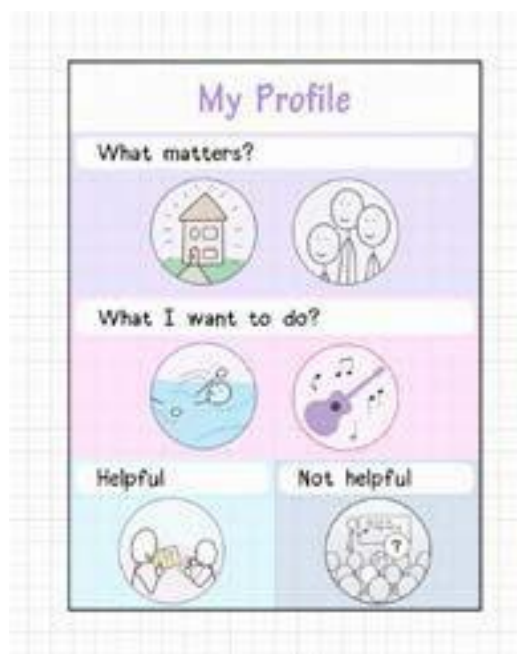 My Profile
What matters?
What I want to do?
Helpful
Not helpful
?